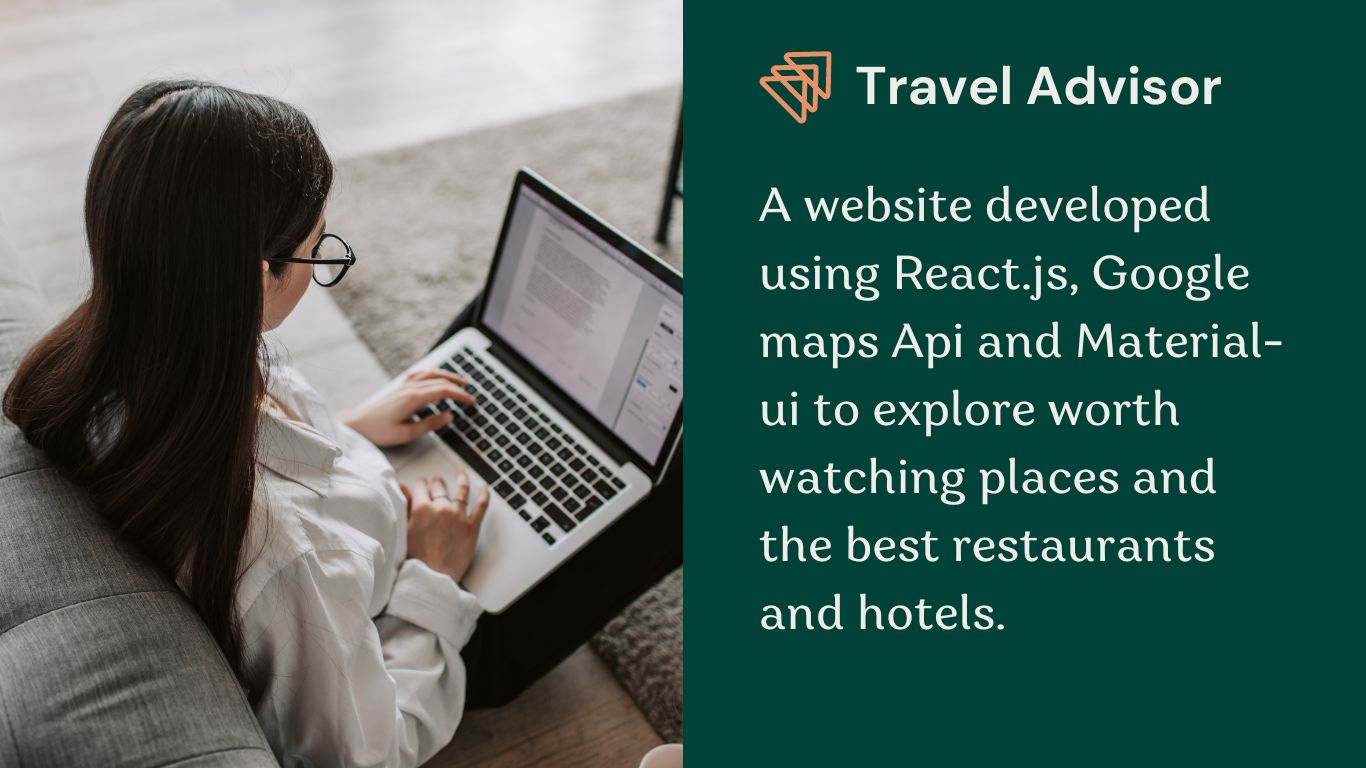 Travel Advisor
A website developed
using React.js, Google
maps Api and Material-
ui to explore worth
watching places and
the best restaurants
and hotels.